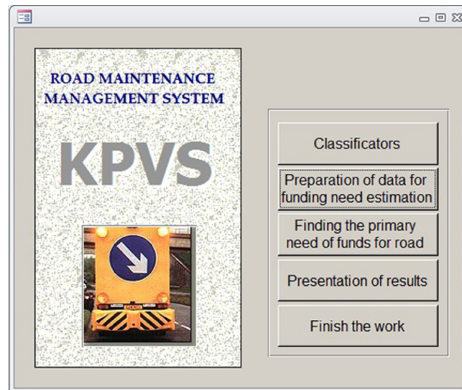 ROAD MAINTENANCE
MANAGEMENT SYSTEM
KPVS
Classificators
Preparation of data for
funding need estimation
Finding the primary
need of funds for road
Presentation of results
Finish the work